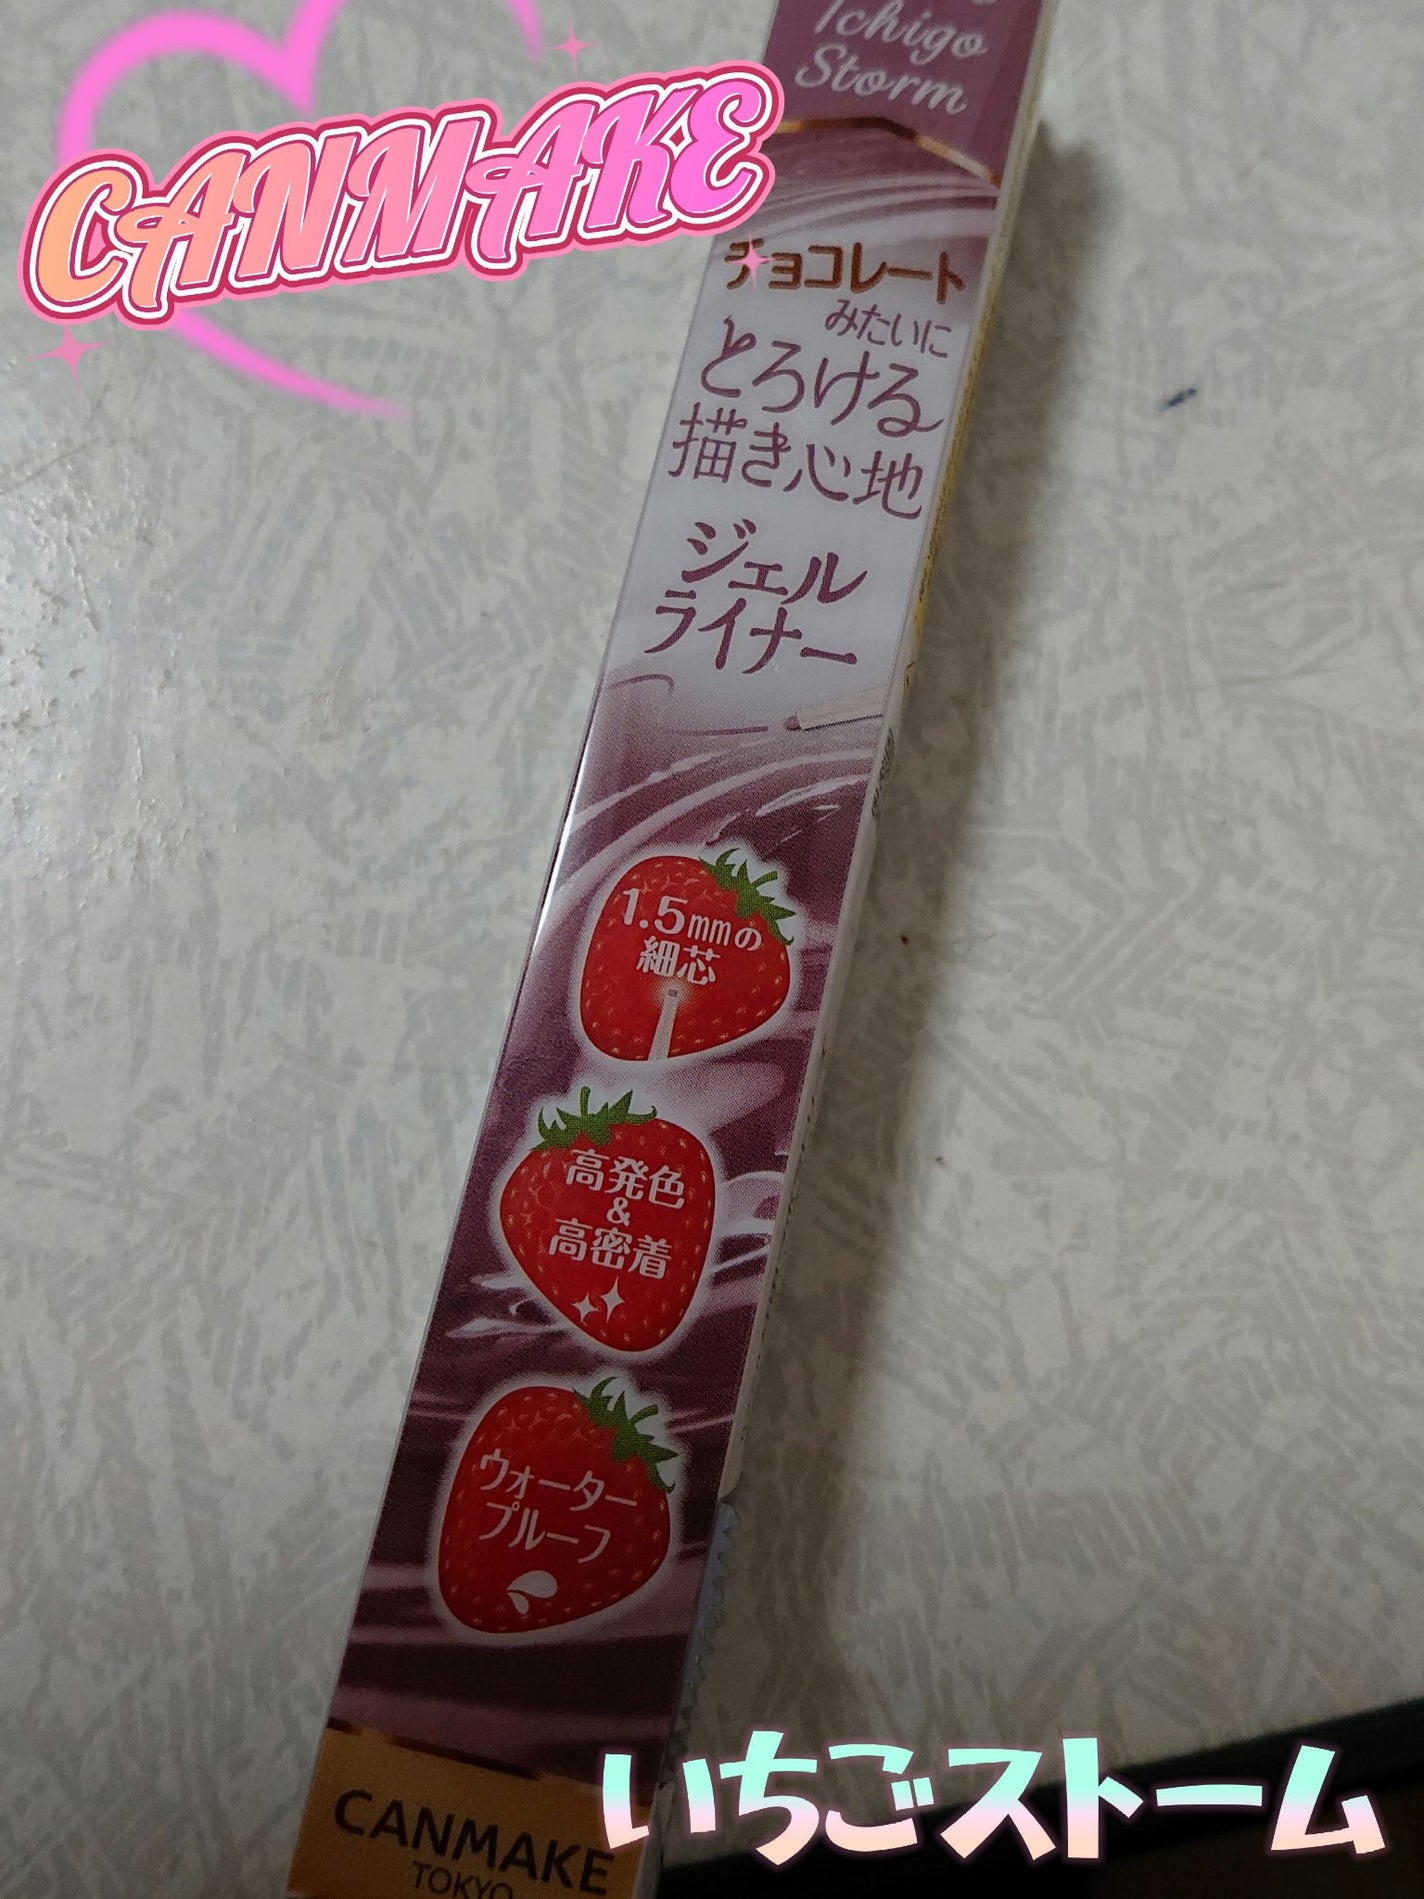 Ichigo
Storm
CANMAKE
チョコレート
みたいに
とろける
描き心地
ジェル
ライナー
1.5mmの
細芯
高発色
&
高密着
ウォーター
プルーフ
いちごストーム
CANMAKE
TOKYO